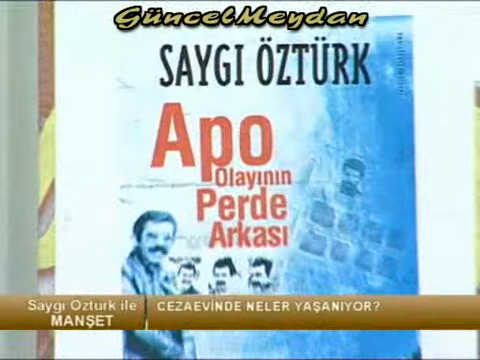 GüncelMeydan
SAYGI ÖZTÜRK
Apo
Olayının
Perde
Arkası
Saygı Öztürk ile
MANŞET
CEZAEVİNDE NELER YAŞANIYOR?